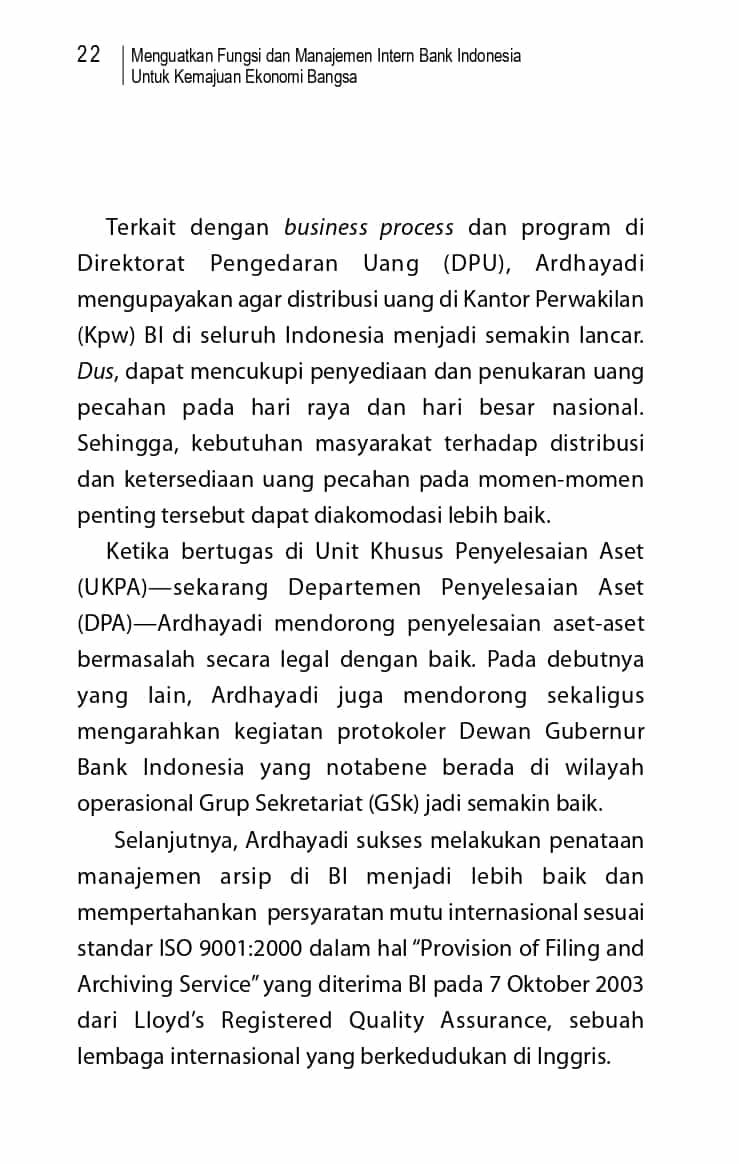 22
Menguatkan Fungsi dan Manajemen Intern Bank Indonesia
Untuk Kemajuan Ekonomi Bangsa
Terkait dengan business process dan program di
Direktorat Pengedaran Uang (DPU), Ardhayadi
mengupayakan agar distribusi uang di Kantor Perwakilan
(Kpw) BI di seluruh Indonesia menjadi semakin lancar.
Dus, dapat mencukupi penyediaan dan penukaran uang
pecahan pada hari raya dan hari besar nasional.
Sehingga, kebutuhan masyarakat terhadap distribusi
dan ketersediaan uang pecahan pada momen-momen
penting tersebut dapat diakomodasi lebih baik.
Ketika bertugas di Unit Khusus Penyelesaian Aset
(UKPA)—sekarang Departemen Penyelesaian Aset
(DPA)—Ardhayadi mendorong penyelesaian aset-aset
bermasalah secara legal dengan baik. Pada debutnya
yang lain, Ardhayadi juga mendorong sekaligus
mengarahkan kegiatan protokoler Dewan Gubernur
Bank Indonesia yang notabene berada di wilayah
operasional Grup Sekretariat (GSk) jadi semakin baik.
Selanjutnya, Ardhayadi sukses melakukan penataan
manajemen arsip di BI menjadi lebih baik dan
mempertahankan persyaratan mutu internasional sesuai
standar ISO 9001:2000 dalam hal “Provision of Filing and
Archiving Service” yang diterima BI pada 7 Oktober 2003
dari Lloyd’s Registered Quality Assurance, sebuah
lembaga internasional yang berkedudukan di Inggris.